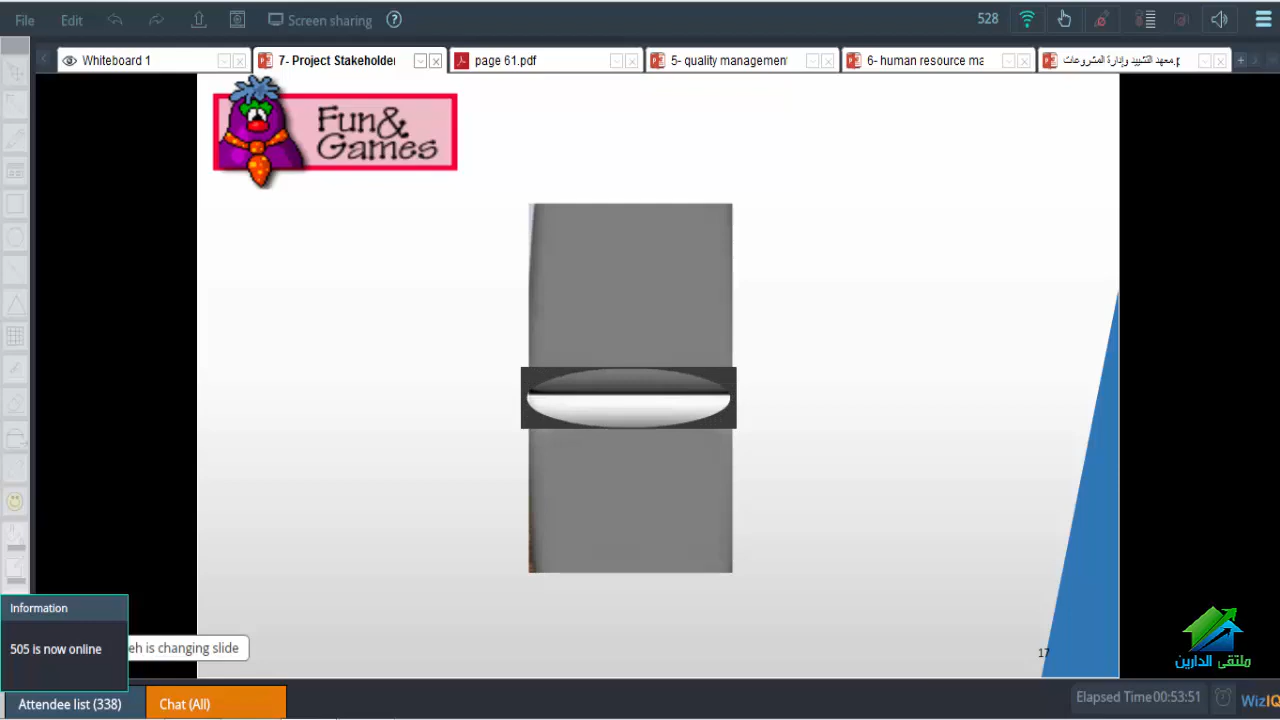 File Edit Screen sharing ? 528
Whiteboard 1
7- Project Stakeholde
page 61.pdf
5- quality managemen
6- human resource ma
معهد التشييد وإدارة المشروعات.p
Fun&
Games
17
Information
505 is now online
eh is changing slide
ملتقى الدارين
Attendee list (338)
Chat (All)
Elapsed Time00:53:51
WizIQ